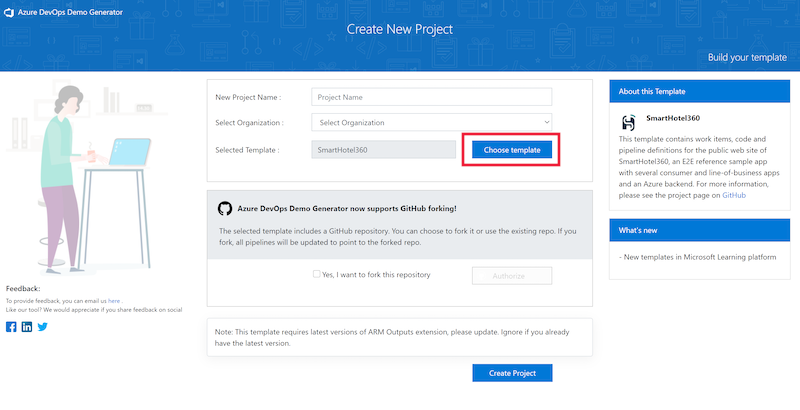 Azure DevOps Demo Generator
Create New Project
Build your template
New Project Name :
Project Name
Select Organization :
Select Organization
Selected Template :
SmartHotel360
Choose template
Azure DevOps Demo Generator now supports GitHub forking!
The selected template includes a GitHub repository. You can choose to fork it or use the existing repo. If you
fork, all pipelines will be updated to point to the forked repo.
Yes, I want to fork this repository
Authorize
Note: This template requires latest versions of ARM Outputs extension, please update. Ignore if you already
have the latest version.
Create Project
About this Template
SmartHotel360
This template contains work items, code and
pipeline definitions for the public web site of
SmartHotel360, an E2E reference sample app
with several consumer and line-of-business apps
and an Azure backend. For more information,
please see the project page on GitHub
What's new
- New templates in Microsoft Learning platform
Feedback:
To provide feedback, you can email us here .
Like our tool? We would appreciate if you share feedback on social